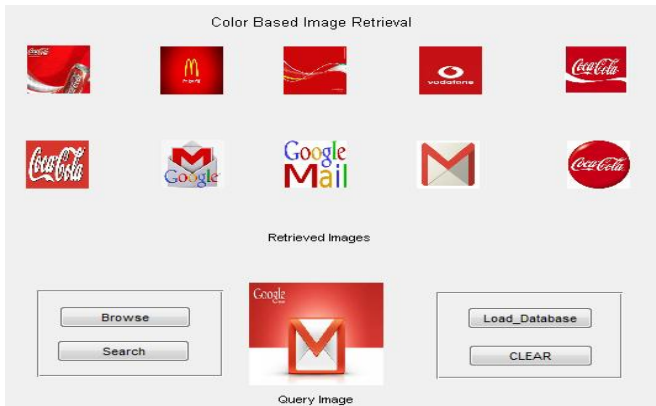 Color Based Image Retrieval
Coca-Cola
vodafone
Coca-Cola
Coca-Cola
Google
Google
Mail
Coca-Cola
Retrieved Images
Browse
Search
Google
Load_Database
CLEAR
Query Image